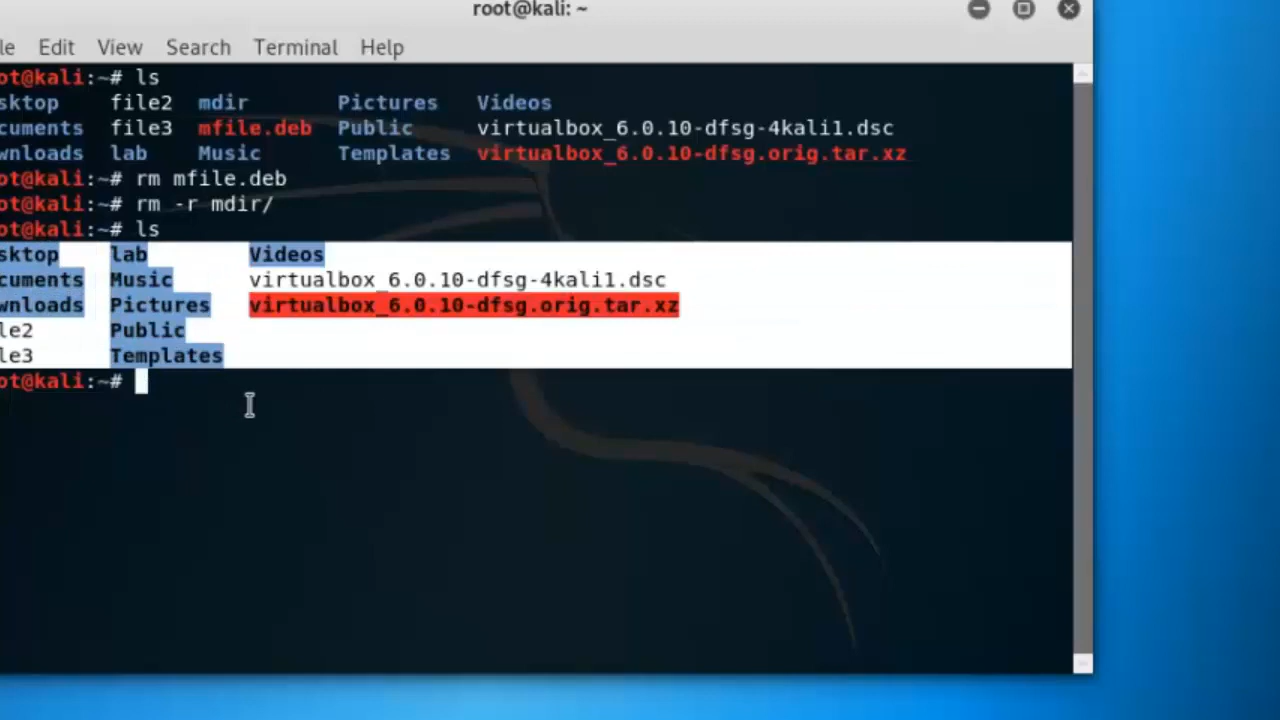 root@kali: ~
le Edit View Search Terminal Help
ot@kali:~# ls
sktop file2 mdir Pictures Videos
cuments file3 mfile.deb Public virtualbox_6.0.10-dfsg-4kali1.dsc
wnloads lab Music Templates virtualbox_6.0.10-dfsg.orig.tar.xz
ot@kali:~# rm mfile.deb
ot@kali:~# rm -r mdir/
ot@kali:~# ls
sktop lab Videos
cuments Music virtualbox_6.0.10-dfsg-4kali1.dsc
wnloads Pictures virtualbox_6.0.10-dfsg.orig.tar.xz
le2 Public
le3 Templates
ot@kali:~#